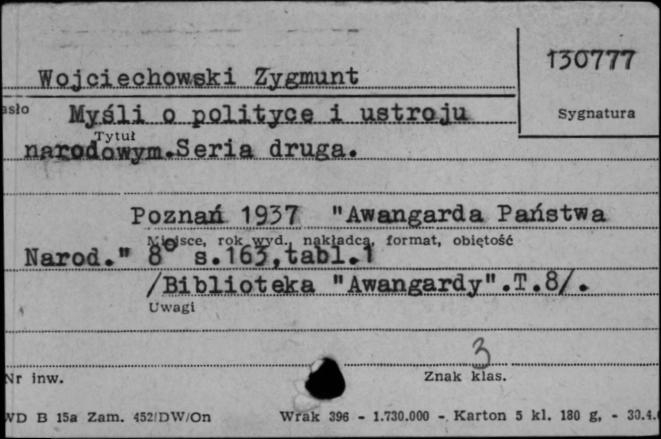 130777
Wojciechowski Zygmunt
asło Myśli o polityce i ustroju
Sygnatura
Tytuł
narodowym.Seria druga.
Poznań 1937 "Awangarda Państwa
Miejsce, rok wyd., nakładca, format, objętość
Narod." 8° s.163,tabl.1
/Biblioteka "Awangardy".T.8/.
Uwagi
3
Nr inw.
Znak klas.
WD B 15a Zam. 452/DW/On Wrak 396 - 1.730.000 - Karton 5 kl. 180 g. - 30.4.